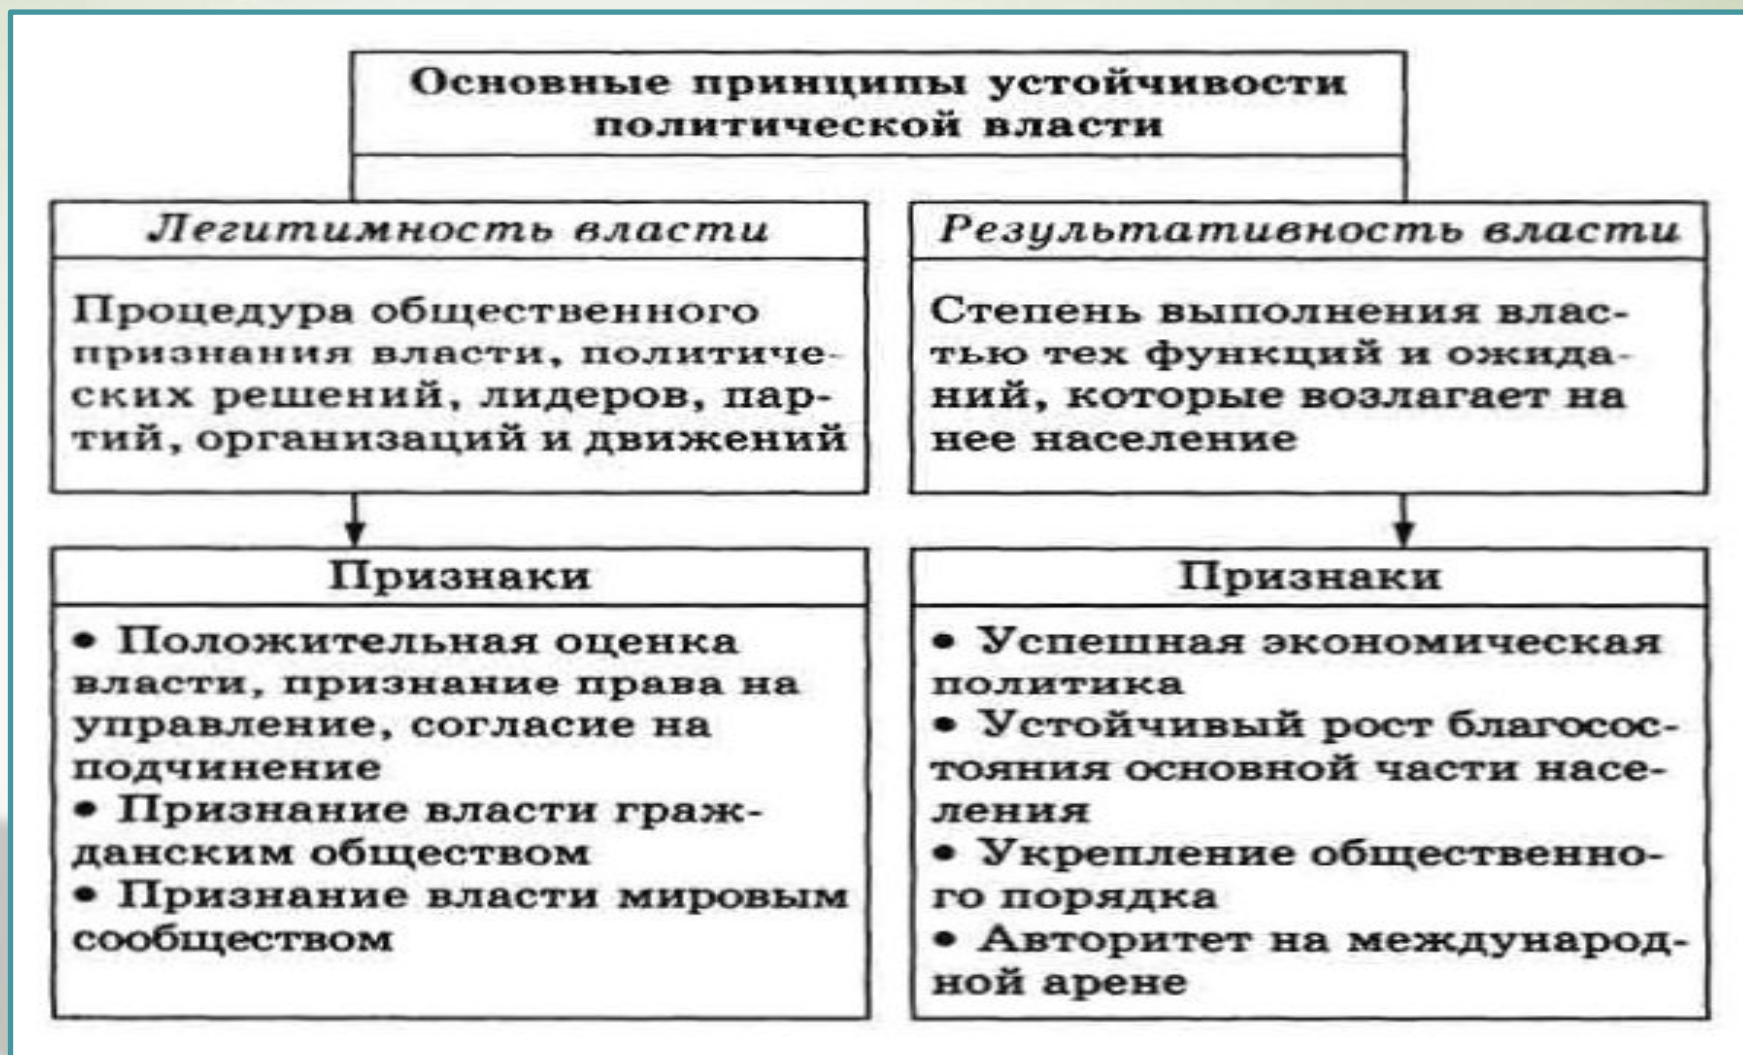 Основные принципы устойчивости
политической власти
Легитимность власти
Процедура общественного
признания власти, политиче-
ских решений, лидеров, пар-
тий, организаций и движений
Признаки
• Положительная оценка
власти, признание права на
управление, согласие на
подчинение
• Признание власти граж-
данским обществом
• Признание власти мировым
сообществом
Результативность власти
Степень выполнения влас-
тью тех функций и ожида-
ний, которые возлагает на
нее население
Признаки
• Успешная экономическая
политика
• Устойчивый рост благосос-
тояния основной части насе-
ления
• Укрепление общественно-
го порядка
• Авторитет на международ-
ной арене